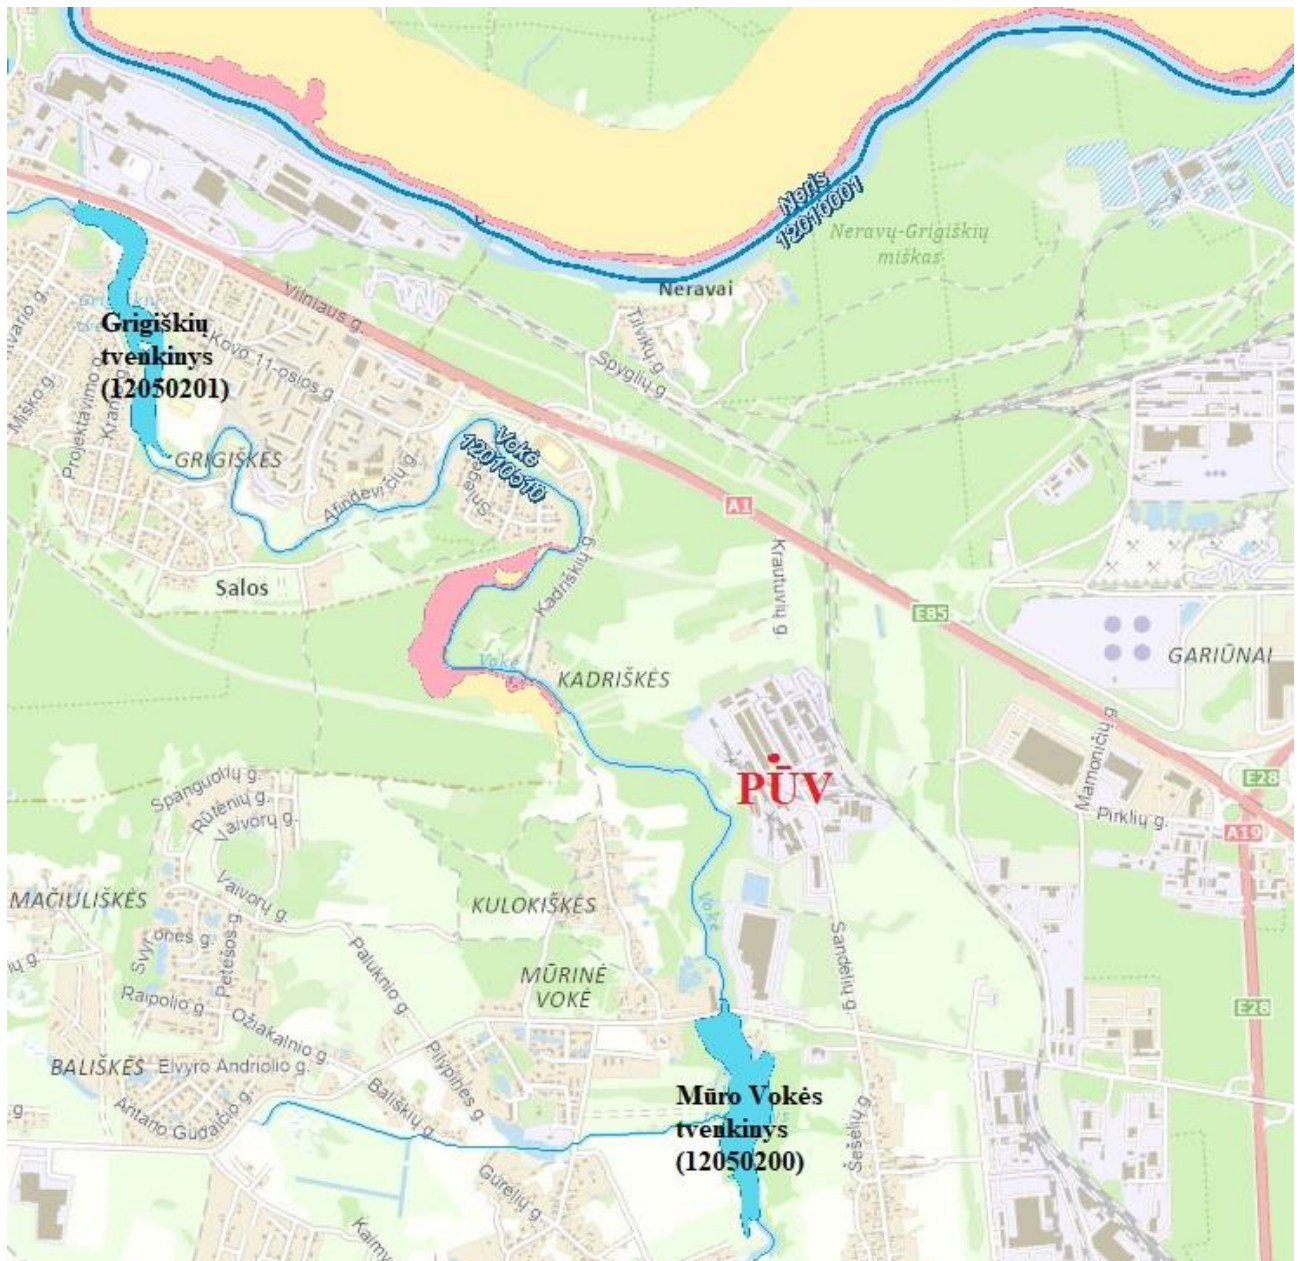 Neris
12010001
Neravų-Grigiškių
miškas
Neravai
Vilniaus g.
Tilvikų g.
Spyglių g.
Grigiškių
tvenkinys
(12050201)
Kovo 11-osios g.
Miško g.
Projektavimo g.
GRIGIŠKĖS
Vokė
12010510
Afindevičių g.
A1
Salos
Kadriškių g.
Krautuvių g.
E85
GARIŪNAI
Vokė
KADRIŠKĖS
Mamoničių g.
PŪV
E28
Pirklių g.
A19
Spanguolių g.
Rūtenių g.
Vaivorų g.
MAČIULIŠKĖS
Vaivorų g.
KULOKIŠKĖS
Vokė
Petešos g.
Paluknio g.
Sandėlių g.
MŪRINĖ
VOKĖ
Raipolio g.
Ožiakalnio g.
E28
BALIŠKĖS
Elvyro Andriolio g.
Pilypinės g.
Antano Gudaičio g.
Bališkių g.
Mūro Vokės
tvenkinys
(12050200)
Šešėlių g.
Gurelių g.